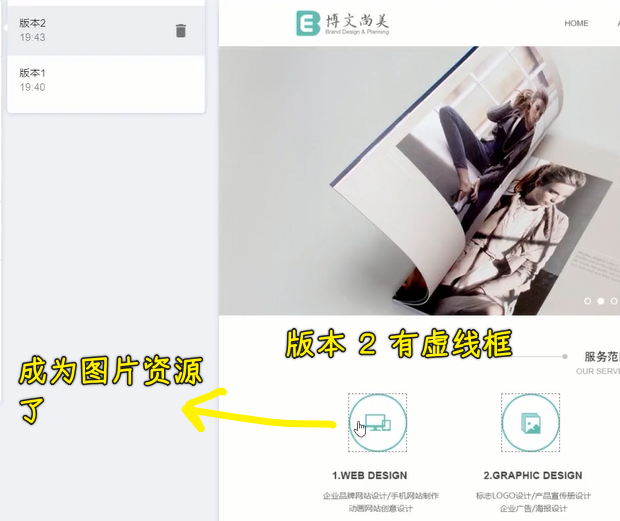 版本2
19:43
版本1
19:40
博文尚美
Brand Design & Planning
HOME
版本 2 有虚线框
服务范
OUR SERV
成为图片资源
了
1.WEB DESIGN
2.GRAPHIC DESIGN
企业品牌网站设计/手机网站制作
动画网站创意设计
标志LOGO设计/产品宣传册设计
企业广告/海报设计